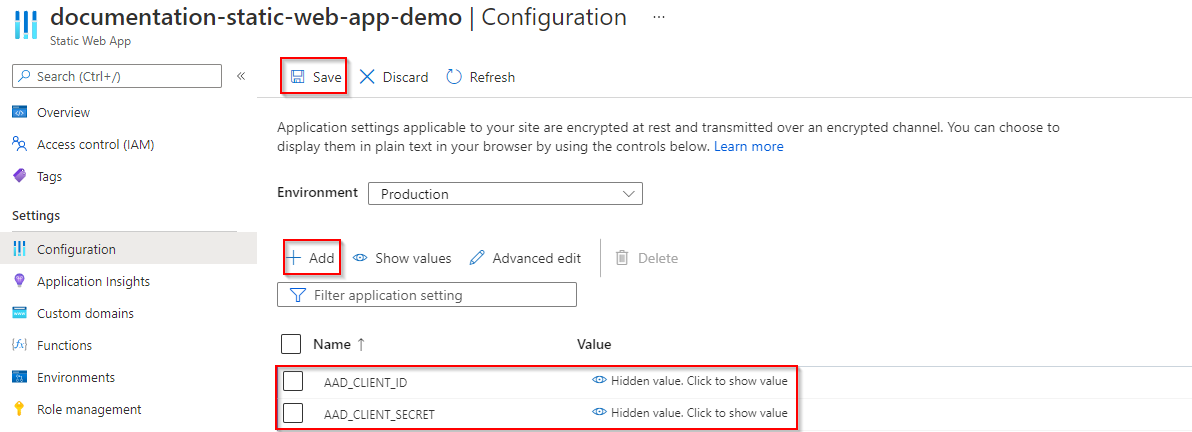 documentation-static-web-app-demo | Configuration ...
Static Web App
Search (Ctrl+/)
«
Save
Discard
Refresh
Overview
Access control (IAM)
Tags
Settings
Configuration
Application Insights
Custom domains
Functions
Environments
Role management
Application settings applicable to your site are encrypted at rest and transmitted over an encrypted channel. You can choose to
display them in plain text in your browser by using the controls below. Learn more
Environment
Production
Add
Show values
Advanced edit
Delete
Filter application setting
Name ↑
Value
AAD_CLIENT_ID
Hidden value. Click to show value
AAD_CLIENT_SECRET
Hidden value. Click to show value